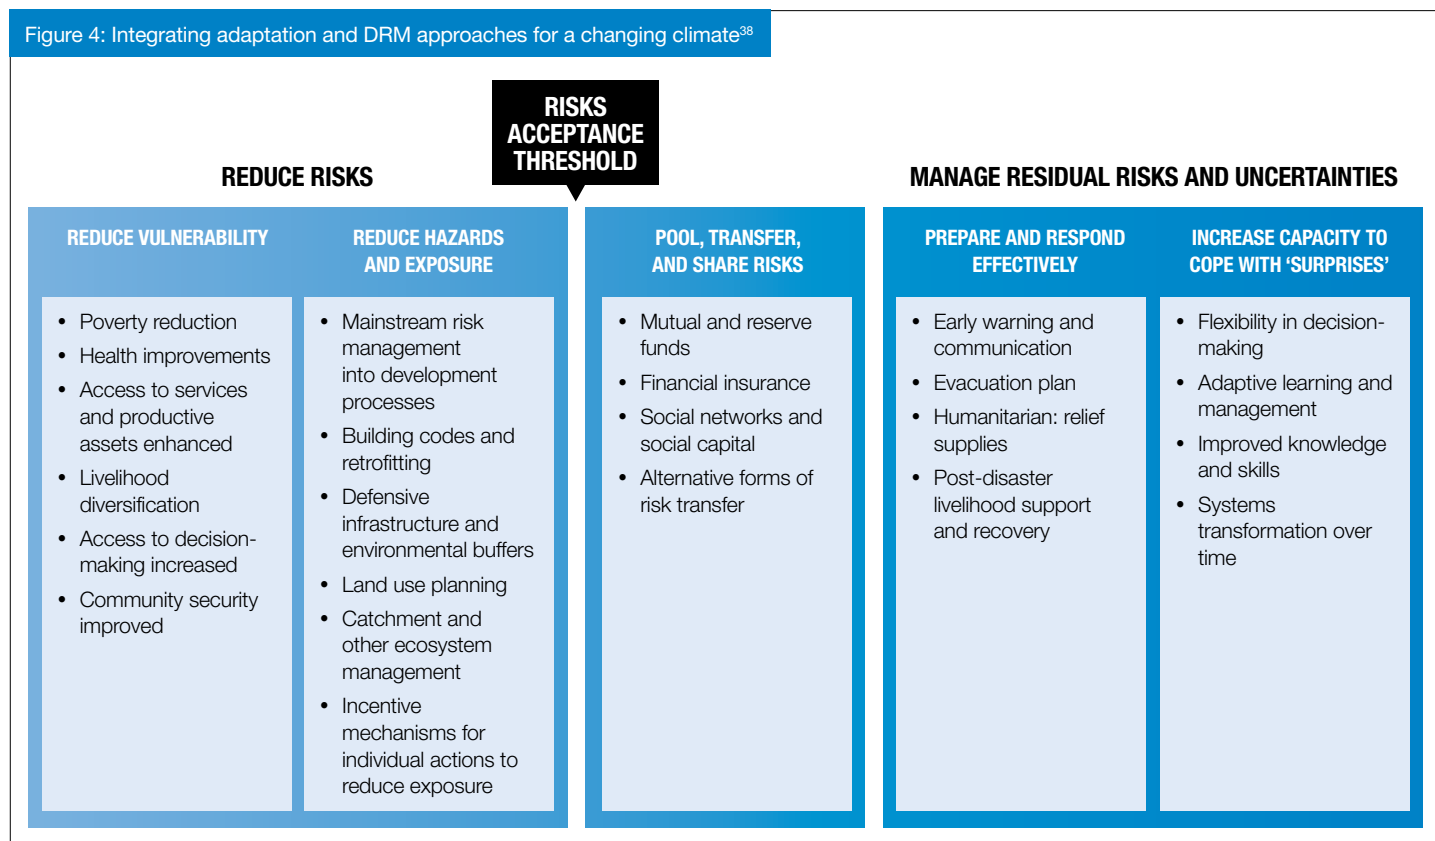 Figure 4: Integrating adaptation and DRM approaches for a changing climate³⁸
RISKS
ACCEPTANCE
THRESHOLD
REDUCE RISKS
MANAGE RESIDUAL RISKS AND UNCERTAINTIES
REDUCE VULNERABILITY
• Poverty reduction
• Health improvements
• Access to services
and productive
assets enhanced
• Livelihood
diversification
• Access to decision-
making increased
• Community security
improved
REDUCE HAZARDS
AND EXPOSURE
• Mainstream risk
management
into development
processes
• Building codes and
retrofitting
• Defensive
infrastructure and
environmental buffers
• Land use planning
• Catchment and
other ecosystem
management
• Incentive
mechanisms for
individual actions to
reduce exposure
POOL, TRANSFER,
AND SHARE RISKS
• Mutual and reserve
funds
• Financial insurance
• Social networks and
social capital
• Alternative forms of
risk transfer
PREPARE AND RESPOND
EFFECTIVELY
• Early warning and
communication
• Evacuation plan
• Humanitarian: relief
supplies
• Post-disaster
livelihood support
and recovery
INCREASE CAPACITY TO
COPE WITH ‘SURPRISES’
• Flexibility in decision-
making
• Adaptive learning and
management
• Improved knowledge
and skills
• Systems
transformation over
time